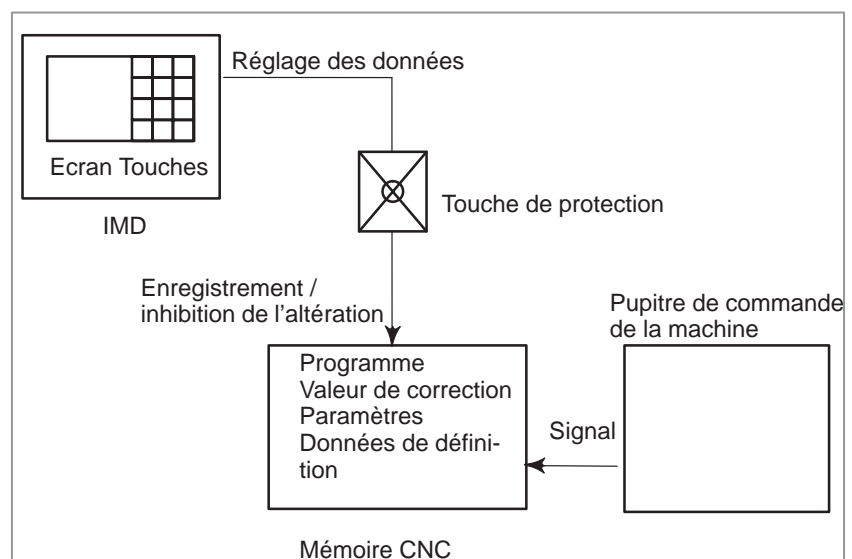 Réglage des données
Ecran Touches
IMD
Touche de protection
Enregistrement /
inhibition de l'altération
Pupitre de commande
de la machine
Programme
Valeur de correction
Paramètres
Données de défini-
tion
Signal
Mémoire CNC